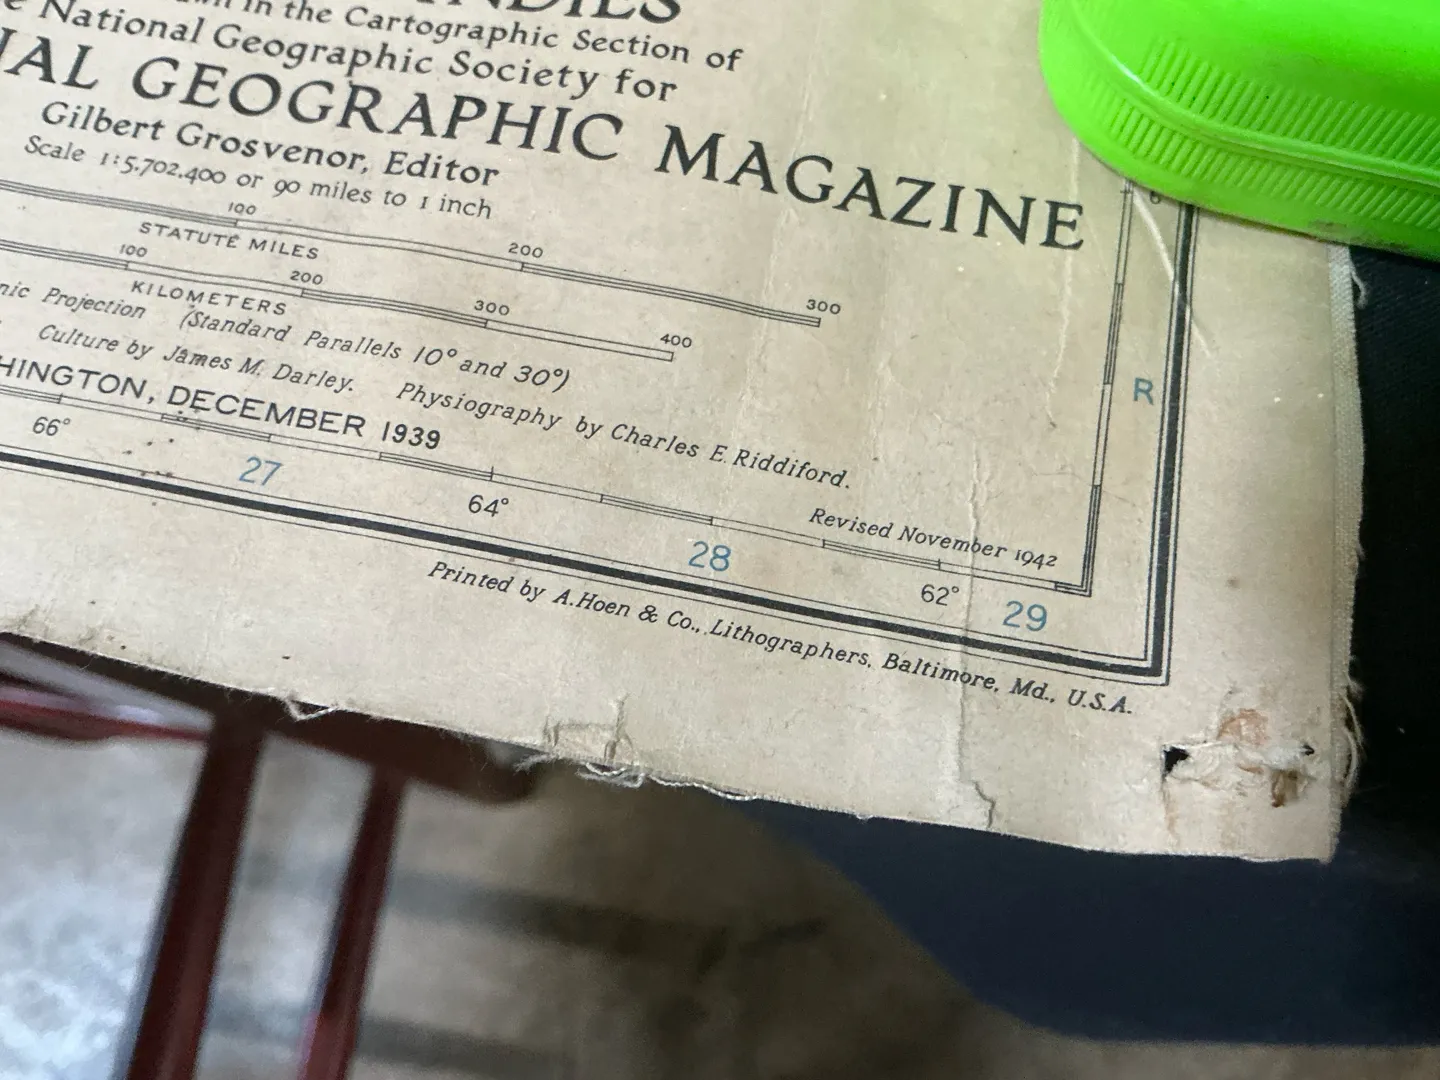 in the Cartographic Section of
National Geographic Society for
GEOGRAPHIC MAGAZINE
Gilbert Grosvenor, Editor
Scale 1:5,702,400 or 90 miles to 1 inch
100 200 300
STATUTE MILES
100 200 300 400
KILOMETERS
Projection (Standard Parallels 10° and 30°)
Culture by James M. Darley. Physiography by Charles E. Riddiford.
DECEMBER 1939
Revised November 1942
66° 64° 62°
27 28 29
R
6
Printed by A. Hoen & Co., Lithographers, Baltimore, Md., U.S.A.